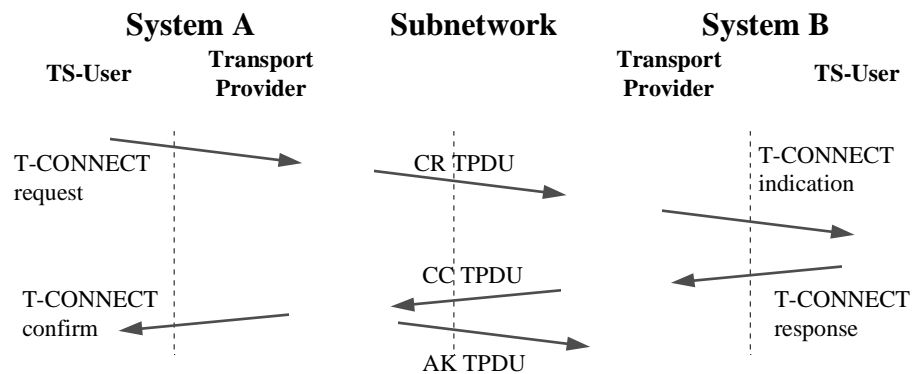 System A
Subnetwork
System B
TS-User
Transport
Provider
Transport
Provider
TS-User
T-CONNECT
request
CR TPDU
T-CONNECT
indication
CC TPDU
T-CONNECT
confirm
T-CONNECT
response
AK TPDU